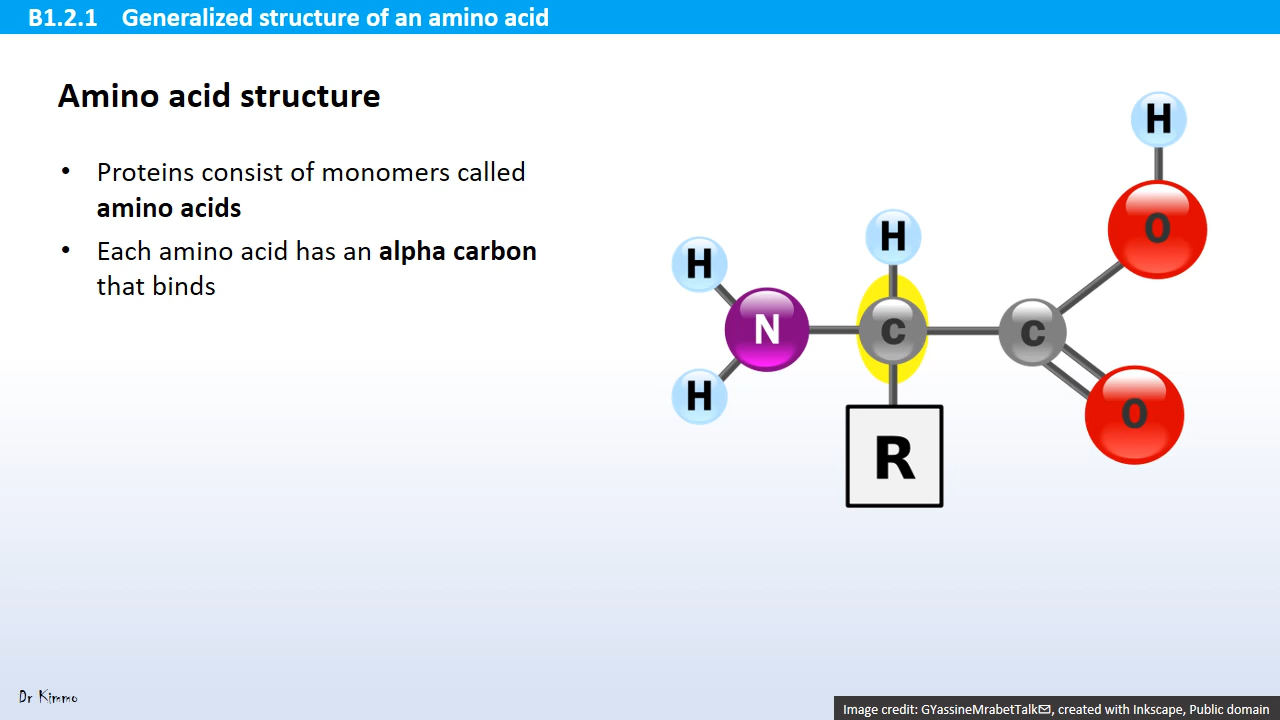 B1.2.1 Generalized structure of an amino acid
Amino acid structure
• Proteins consist of monomers called
amino acids
• Each amino acid has an alpha carbon
that binds
H
O
H
H
N
C
C
H
O
R
Dr Kimmo
Image credit: GYassineMrabetTalk✉, created with Inkscape, Public domain